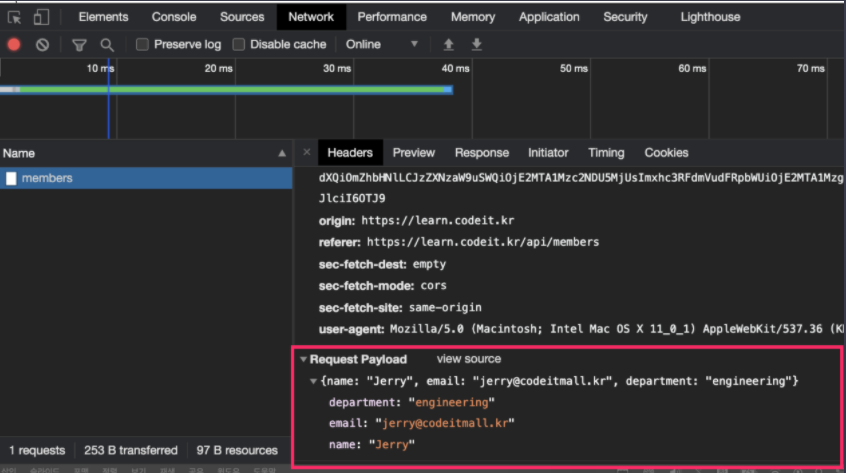 Elements Console Sources Network Performance Memory Application Security Lighthouse
Preserve log Disable cache Online
10 ms 20 ms 30 ms 40 ms 50 ms 60 ms 70 ms
Name
members
× Headers Preview Response Initiator Timing Cookies
JlciI6OTJ9
origin: https://learn.codeit.kr
referer: https://learn.codeit.kr/api/members
sec-fetch-dest: empty
sec-fetch-mode: cors
sec-fetch-site: same-origin
user-agent: Mozilla/5.0 (Macintosh; Intel Mac OS X 11_0_1) AppleWebKit/537.36 (K
Request Payload view source
{name: "Jerry", email: "jerry@codeitmall.kr", department: "engineering"}
department: "engineering"
email: "jerry@codeitmall.kr"
name: "Jerry"
1 requests 253 B transferred 97 B resources